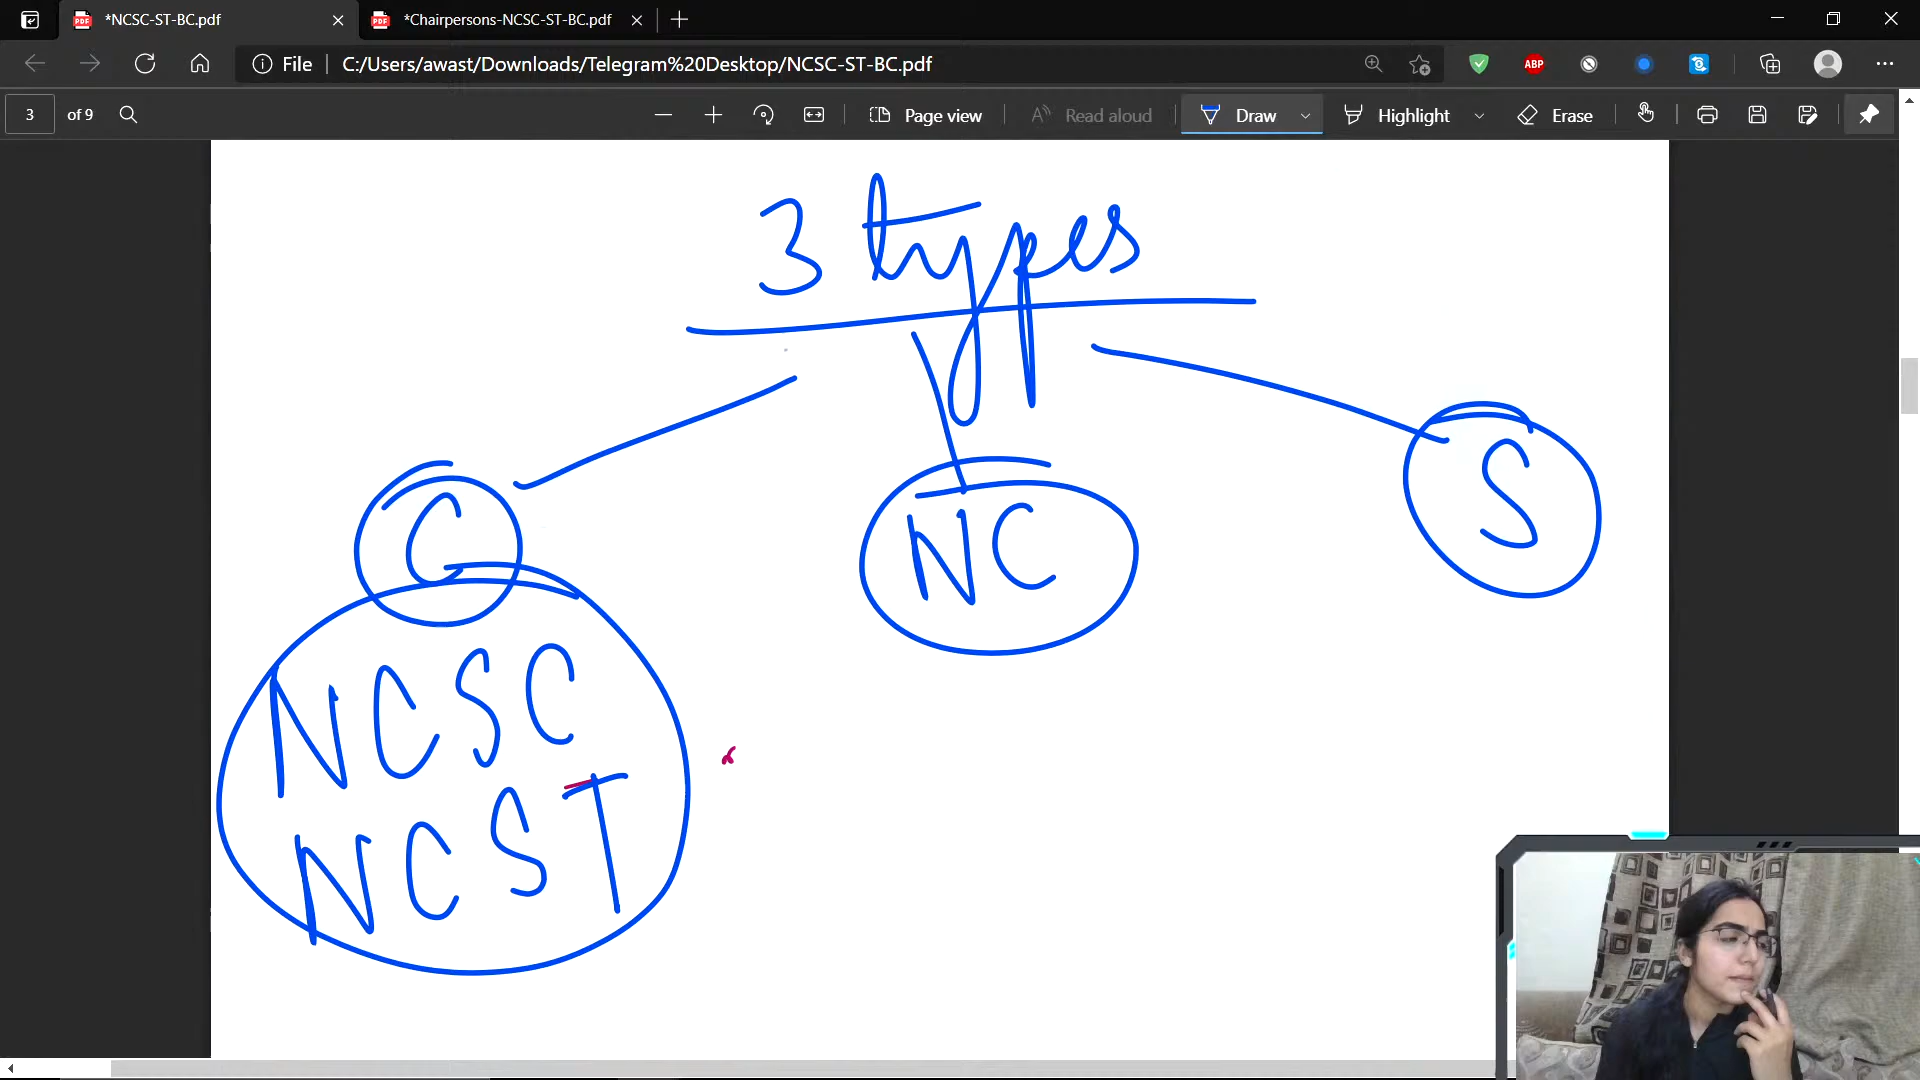 *NCSC-ST-BC.pdf
*Chairpersons-NCSC-ST-BC.pdf
File
C:/Users/awast/Downloads/Telegram%20Desktop/NCSC-ST-BC.pdf
ABP
3 of 9
Page view
Read aloud
Draw
Highlight
Erase
3 types
C
NC
S
NCSC
NCST